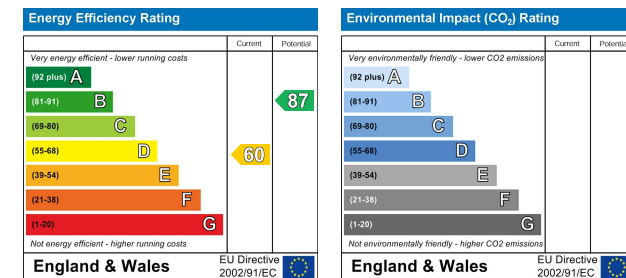 Energy Efficiency Rating
Current Potential
Very energy efficient - lower running costs
(92 plus) A
(81-91) B 87
(69-80) C
(55-68) D 60
(39-54) E
(21-38) F
(1-20) G
Not energy efficient - higher running costs
England & Wales
EU Directive
2002/91/EC
Environmental Impact (CO₂) Rating
Current Potential
Very environmentally friendly - lower CO2 emissions
(92 plus) A
(81-91) B
(69-80) C
(55-68) D
(39-54) E
(21-38) F
(1-20) G
Not environmentally friendly - higher CO2 emissions
England & Wales
EU Directive
2002/91/EC